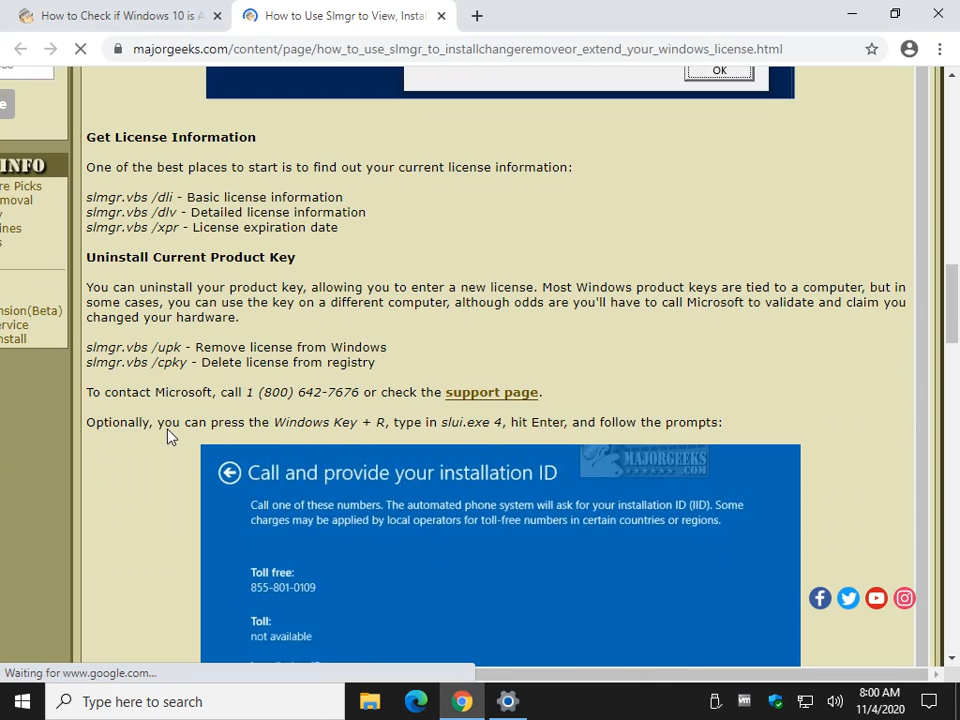 How to Check if Windows 10 is A
How to Use Slmgr to View, Instal
majorgeeks.com/content/page/how_to_use_slmgr_to_installchangeremoveor_extend_your_windows_license.html
OK
e
INFO
re Picks
moval
y
ines
s
nsion(Beta)
ervice
nstall
Get License Information
One of the best places to start is to find out your current license information:
slmgr.vbs /dli - Basic license information
slmgr.vbs /dlv - Detailed license information
slmgr.vbs /xpr - License expiration date
Uninstall Current Product Key
You can uninstall your product key, allowing you to enter a new license. Most Windows product keys are tied to a computer, but in
some cases, you can use the key on a different computer, although odds are you'll have to call Microsoft to validate and claim you
changed your hardware.
slmgr.vbs /upk - Remove license from Windows
slmgr.vbs /cpky - Delete license from registry
To contact Microsoft, call 1 (800) 642-7676 or check the support page.
Optionally, you can press the Windows Key + R, type in slui.exe 4, hit Enter, and follow the prompts:
MAJORGEEKS
Call and provide your installation ID
Call one of these numbers. The automated phone system will ask for your installation ID (IID). Some
charges may be applied by local operators for toll-free numbers in certain countries or regions.
Toll free:
855-801-0109
Toll:
not available
Waiting for www.google.com...
Type here to search
vm
8:00 AM
11/4/2020